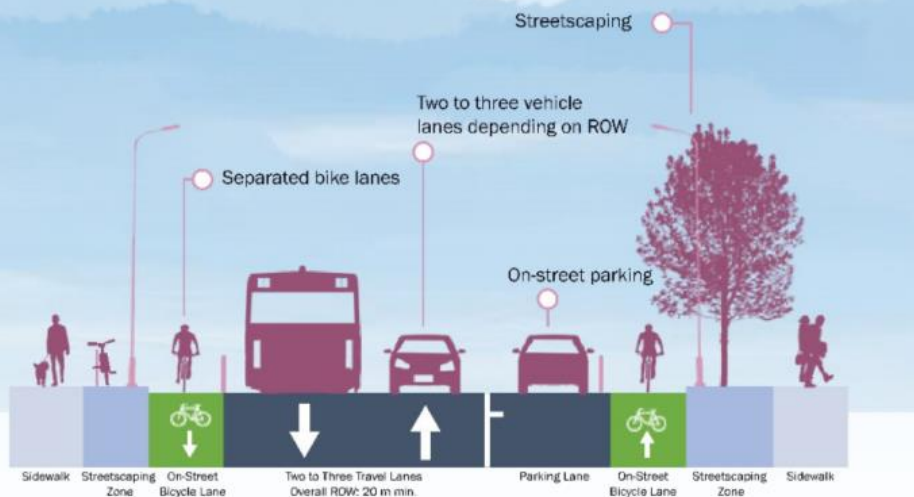 Streetscaping
Two to three vehicle
lanes depending on ROW
Separated bike lanes
On-street parking
Sidewalk
Streetscaping
Zone
On-Street
Bicycle Lane
Two to Three Travel Lanes
Overall ROW: 20 m min.
Parking Lane
On-Street
Bicycle Lane
Streetscaping
Zone
Sidewalk